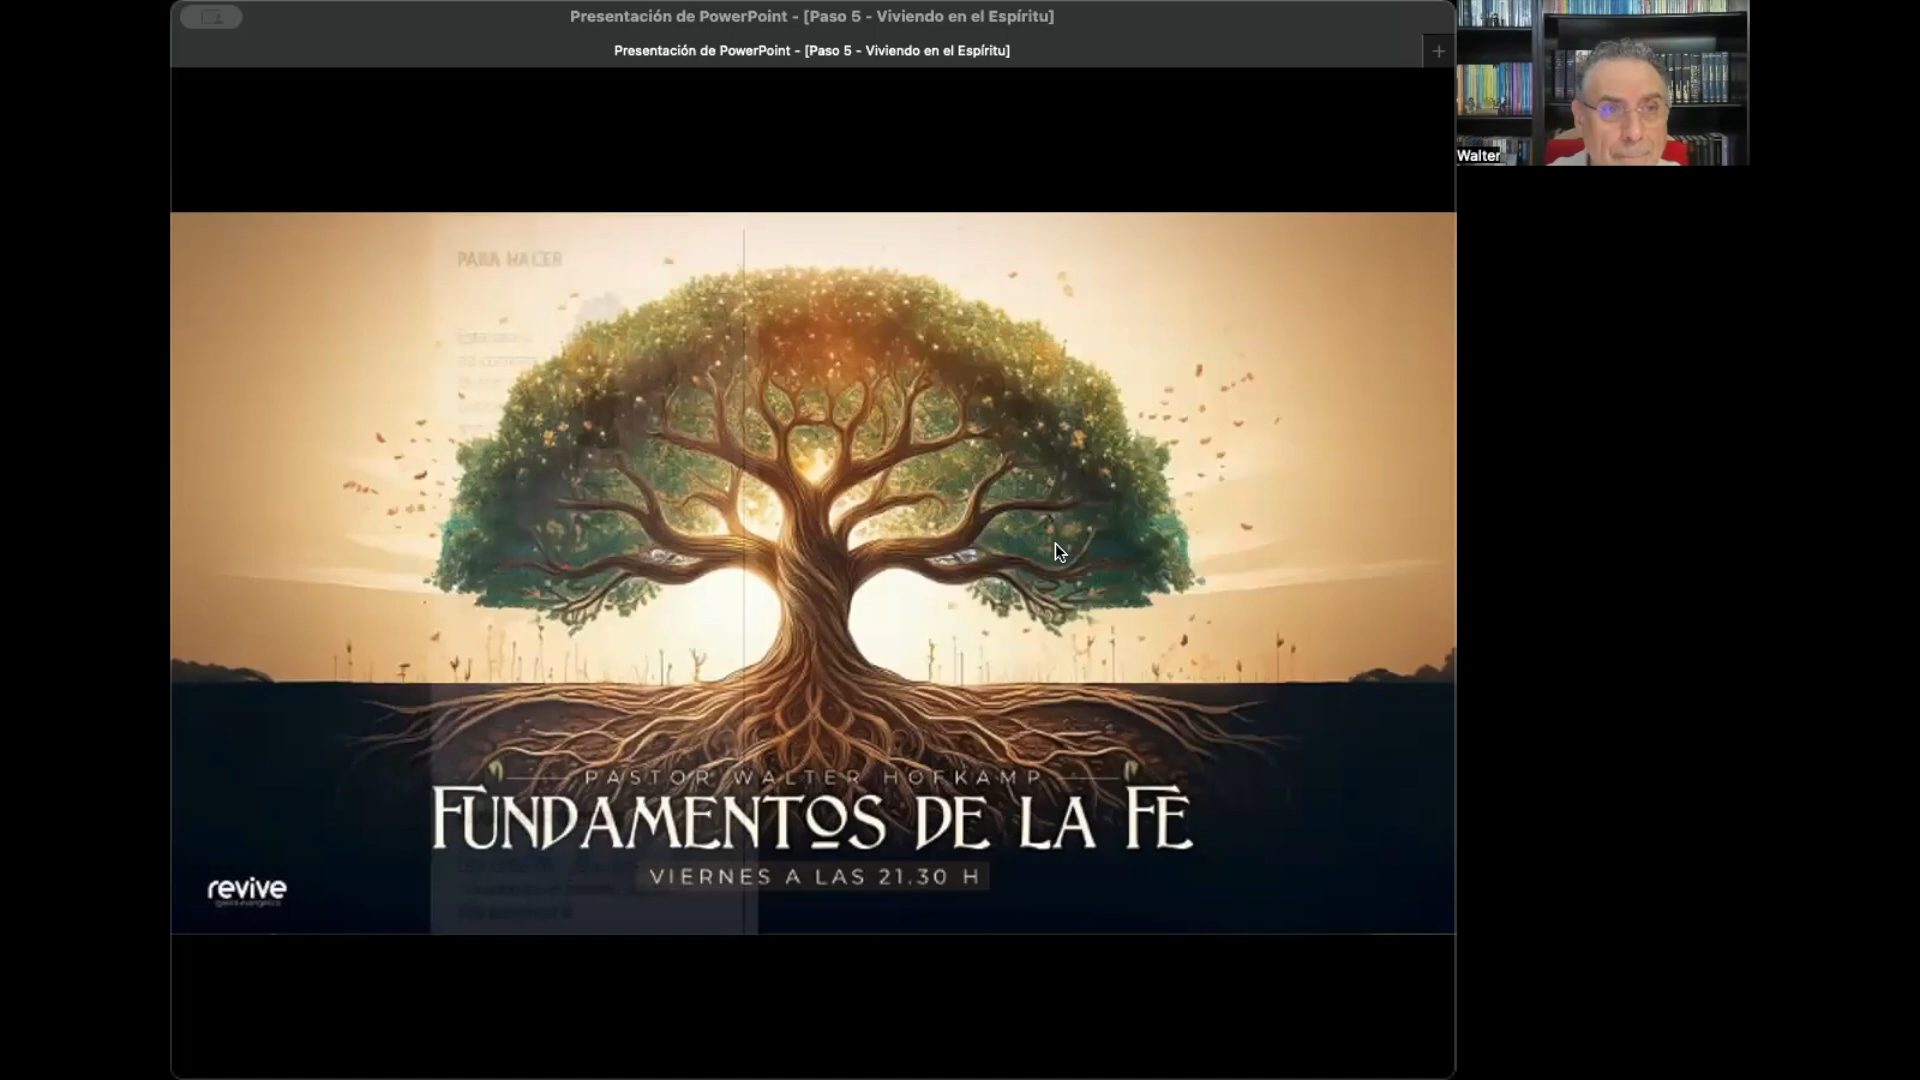 Presentación de PowerPoint - [Paso 5 - Viviendo en el Espíritu]
Presentación de PowerPoint - [Paso 5 - Viviendo en el Espíritu]
Walter
PARA HACER
PASTOR WALTER HOFKAMP
FUNDAMENTOS DE LA FE
VIERNES A LAS 21.30 H
revive